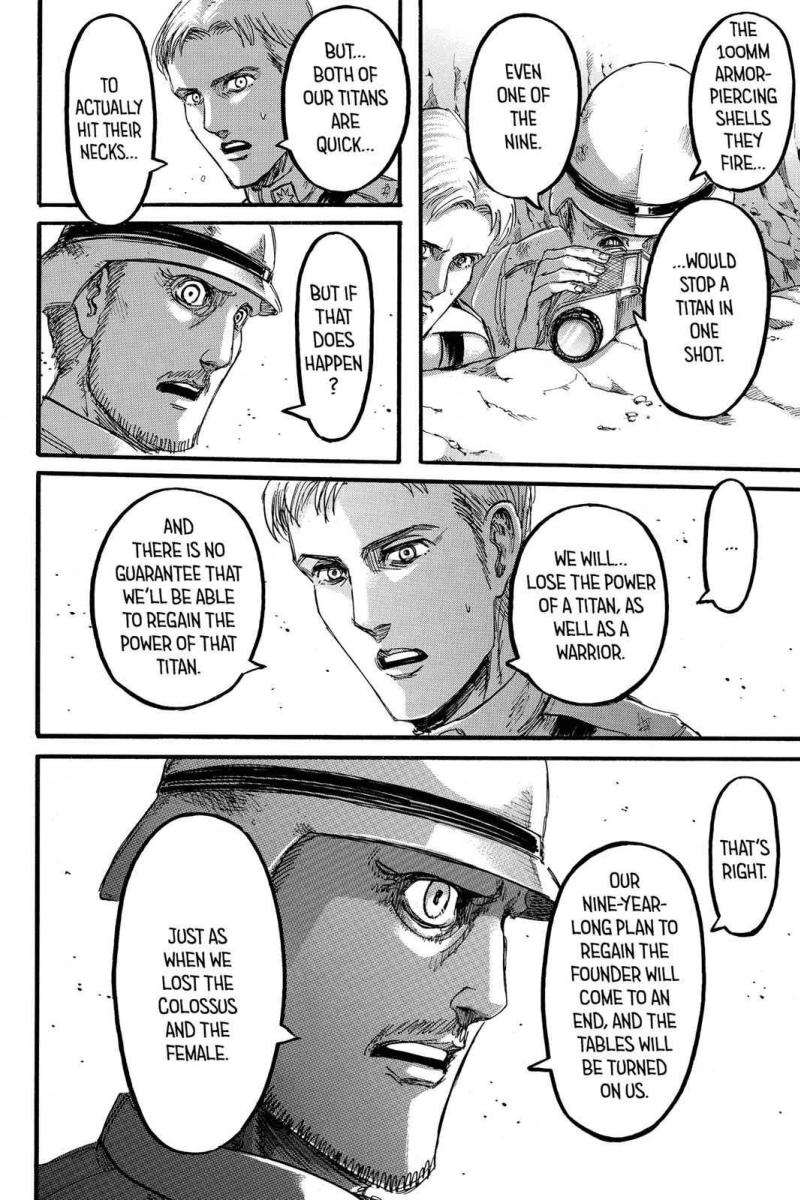 THE
100MM
ARMOR-
PIERCING
SHELLS
THEY
FIRE...
...WOULD
STOP A
TITAN IN
ONE
SHOT.
EVEN
ONE OF
THE
NINE.
BUT...
BOTH OF
OUR TITANS
ARE
QUICK...
TO
ACTUALLY
HIT THEIR
NECKS...
BUT IF
THAT
DOES
HAPPEN
?
...
WE WILL...
LOSE THE POWER
OF A TITAN, AS
WELL AS A
WARRIOR.
AND
THERE IS NO
GUARANTEE THAT
WE'LL BE ABLE
TO REGAIN THE
POWER OF THAT
TITAN.
THAT'S
RIGHT.
OUR
NINE-YEAR-
LONG PLAN TO
REGAIN THE
FOUNDER WILL
COME TO AN
END, AND THE
TABLES WILL
BE TURNED
ON US.
JUST AS
WHEN WE
LOST THE
COLOSSUS
AND THE
FEMALE.